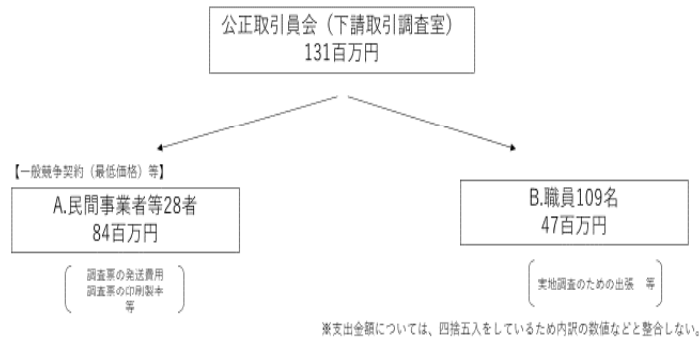 公正取引員会（下請取引調査室）
131百万円
【一般競争契約（最低価格）等】
A.民間事業者等28者
84百万円
B.職員109名
47百万円
調査票の発送費用
調査票の印刷製本
等
実地調査のための出張　等
※支出金額については、四捨五入をしているため内訳の数値などと整合しない。